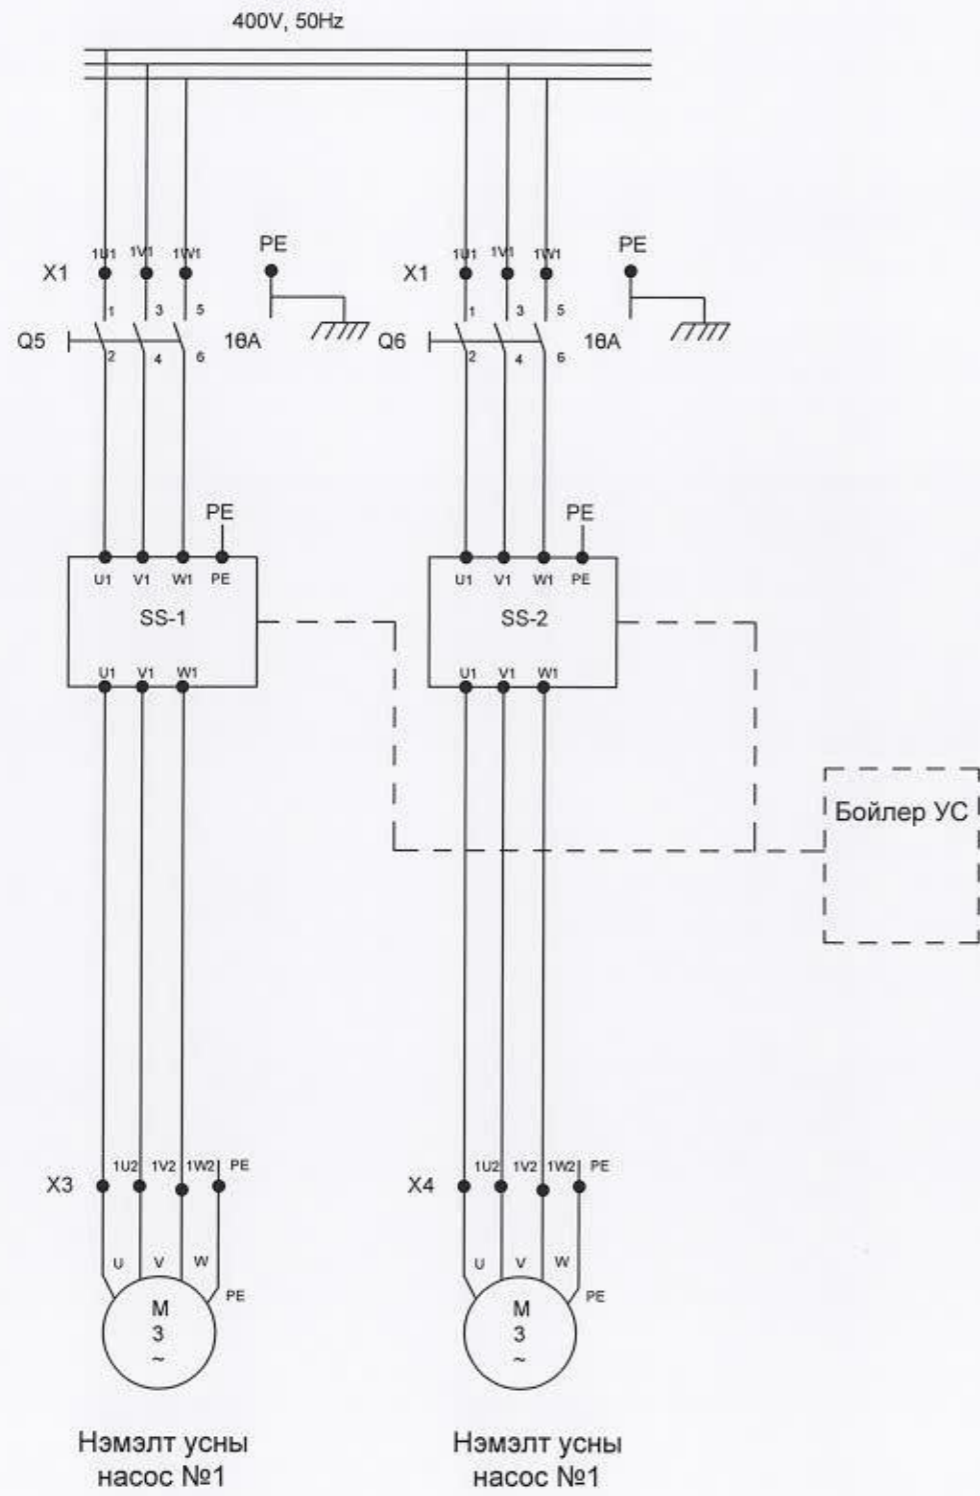 400V, 50Hz
1U1 1V1 1W1 PE 1U1 1V1 1W1 PE
X1 X1
1 3 5 1 3 5
Q5 16A Q6 16A
2 4 6 2 4 6
PE PE
U1 V1 W1 PE U1 V1 W1 PE
SS-1 SS-2
U1 V1 W1 U1 V1 W1
Бойлер УС
1U2 1V2 1W2 PE 1U2 1V2 1W2 PE
X3 X4
U V W U V W
PE PE
M M
3 3
~ ~
Нэмэлт усны Нэмэлт усны
насос №1 насос №1